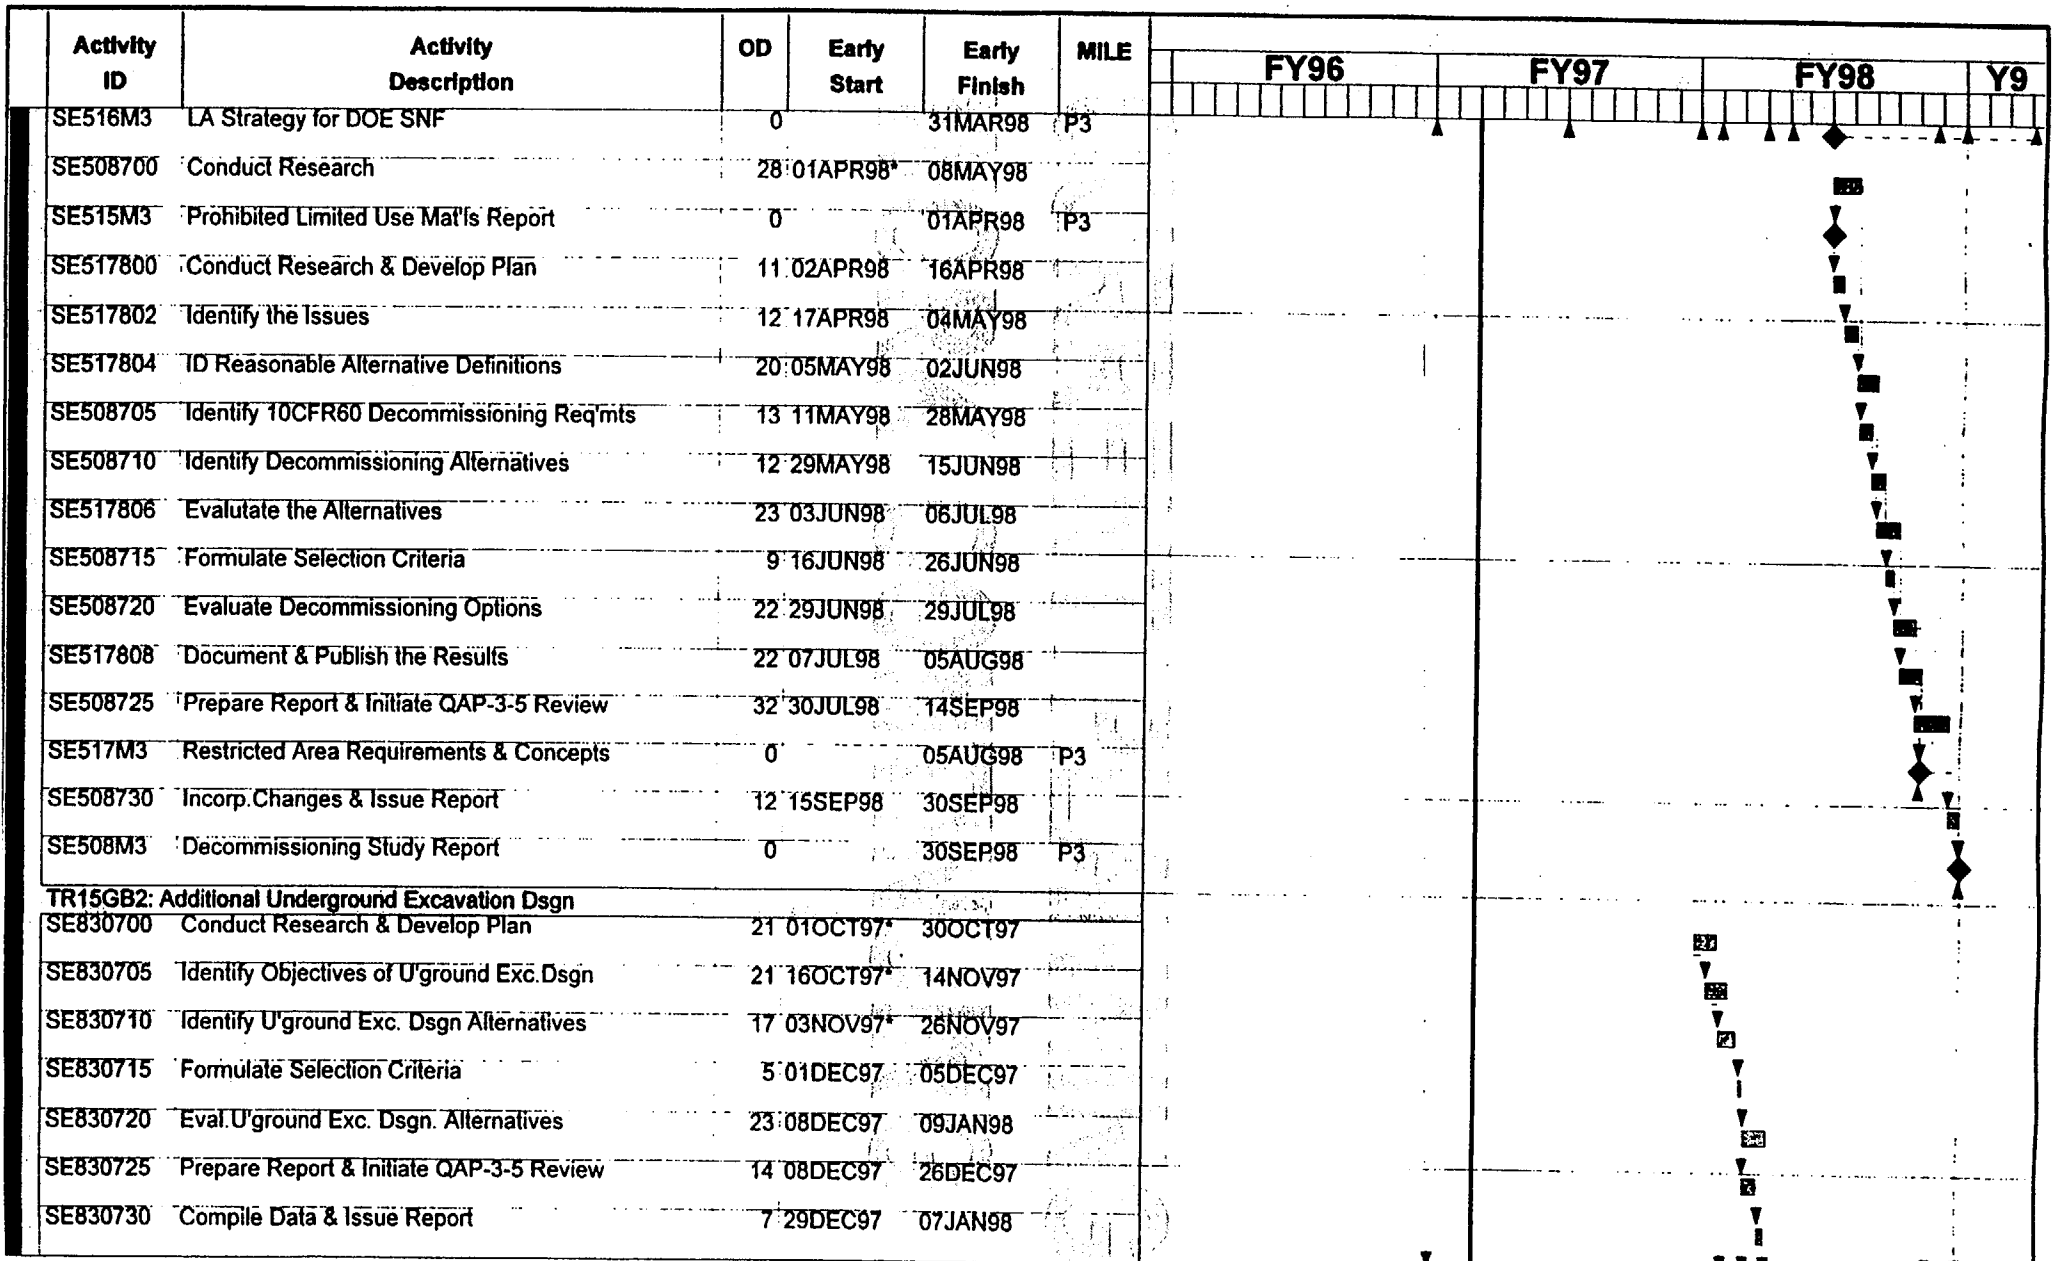 Activity ID Activity Description OD Early Start Early Finish MILE FY96 FY97 FY98 Y9
SE516M3 LA Strategy for DOE SNF 0 31MAR98 P3
SE508700 Conduct Research 28 01APR98* 08MAY98
SE515M3 Prohibited Limited Use Mat'ls Report 0 01APR98 P3
SE517800 Conduct Research & Develop Plan 11 02APR98 16APR98
SE517802 Identify the Issues 12 17APR98 04MAY98
SE517804 ID Reasonable Alternative Definitions 20 05MAY98 02JUN98
SE508705 Identify 10CFR60 Decommissioning Req'mts 13 11MAY98 28MAY98
SE508710 Identify Decommissioning Alternatives 12 29MAY98 15JUN98
SE517806 Evalutate the Alternatives 23 03JUN98 06JUL98
SE508715 Formulate Selection Criteria 9 16JUN98 26JUN98
SE508720 Evaluate Decommissioning Options 22 29JUN98 29JUL98
SE517808 Document & Publish the Results 22 07JUL98 05AUG98
SE508725 Prepare Report & Initiate QAP-3-5 Review 32 30JUL98 14SEP98
SE517M3 Restricted Area Requirements & Concepts 0 05AUG98 P3
SE508730 Incorp.Changes & Issue Report 12 15SEP98 30SEP98
SE508M3 Decommissioning Study Report 0 30SEP98 P3
TR15GB2: Additional Underground Excavation Dsgn
SE830700 Conduct Research & Develop Plan 21 01OCT97* 30OCT97
SE830705 Identify Objectives of U'ground Exc.Dsgn 21 16OCT97* 14NOV97
SE830710 Identify U'ground Exc. Dsgn Alternatives 17 03NOV97* 26NOV97
SE830715 Formulate Selection Criteria 5 01DEC97 05DEC97
SE830720 Eval.U'ground Exc. Dsgn. Alternatives 23 08DEC97 09JAN98
SE830725 Prepare Report & Initiate QAP-3-5 Review 14 08DEC97 26DEC97
SE830730 Compile Data & Issue Report 7 29DEC97 07JAN98